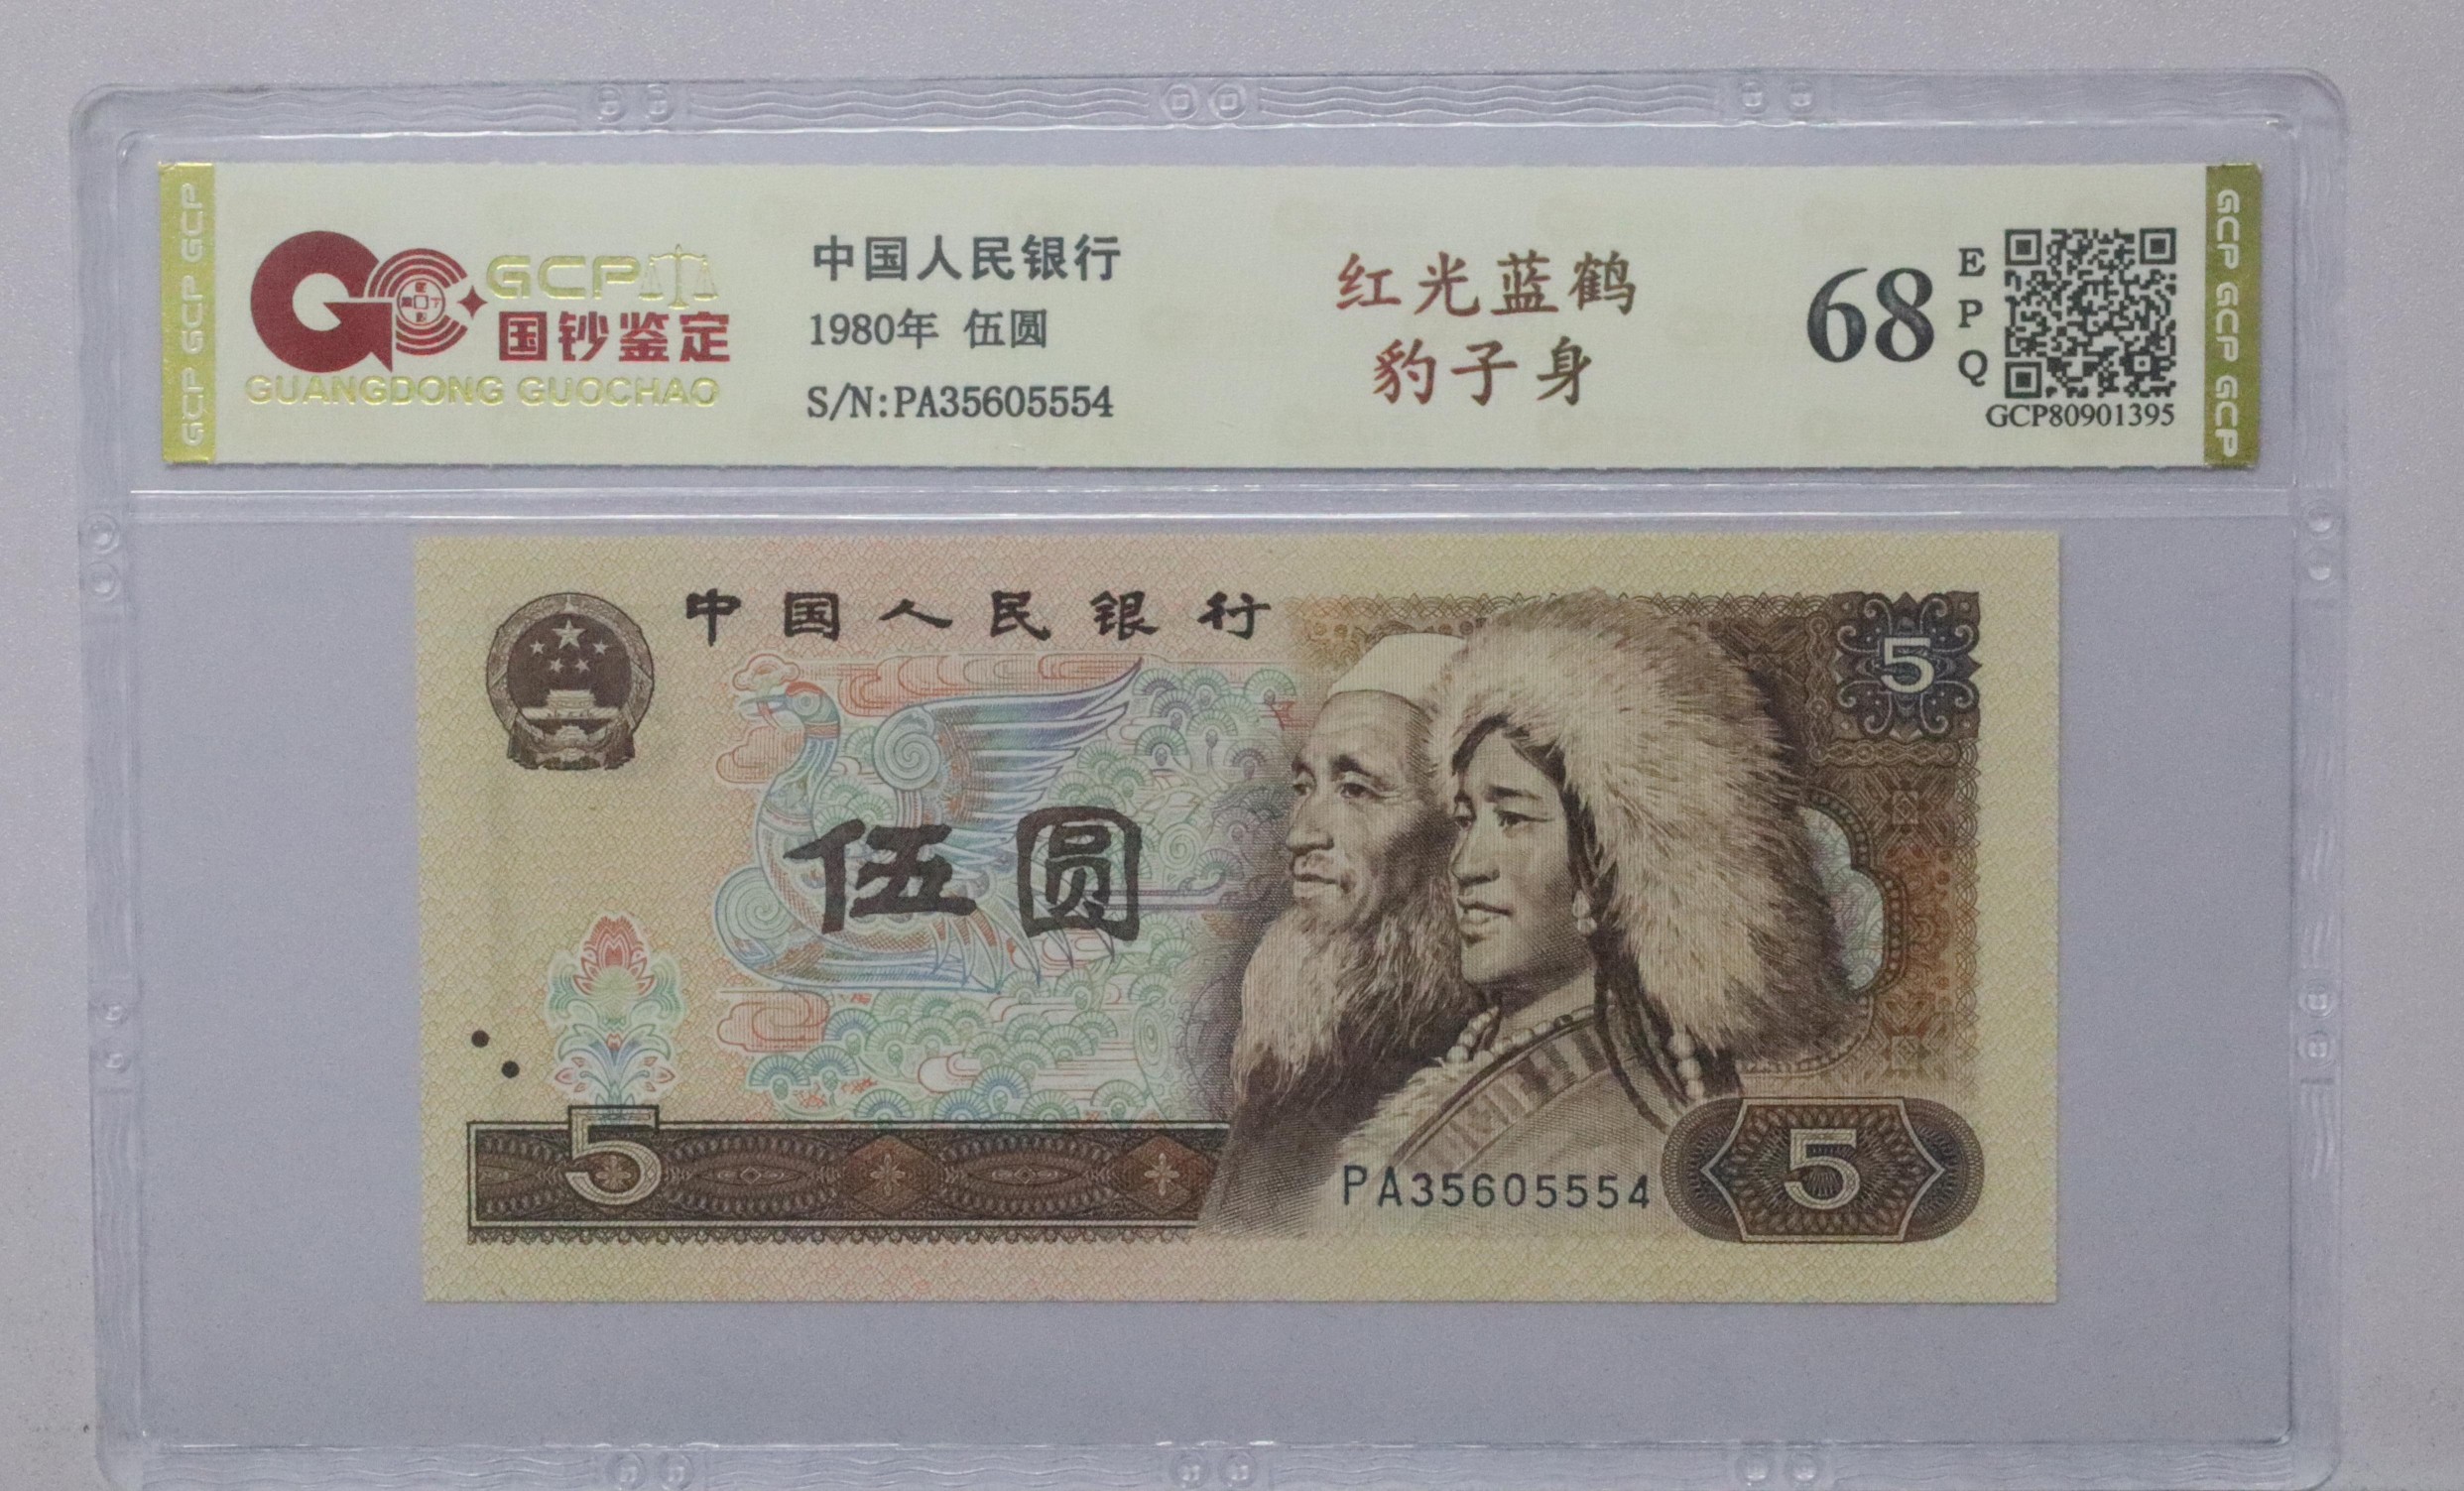 GCP
国钞鉴定
GUANGDONG GUOCHAO
中国人民银行
1980年 伍圆
S/N:PA35605554
红光蓝鹤
豹子身
68
EPQ
GCP80901395
GCP GCP GCP
GCP GCP GCP
中国人民银行
5
伍圆
5
PA35605554
5